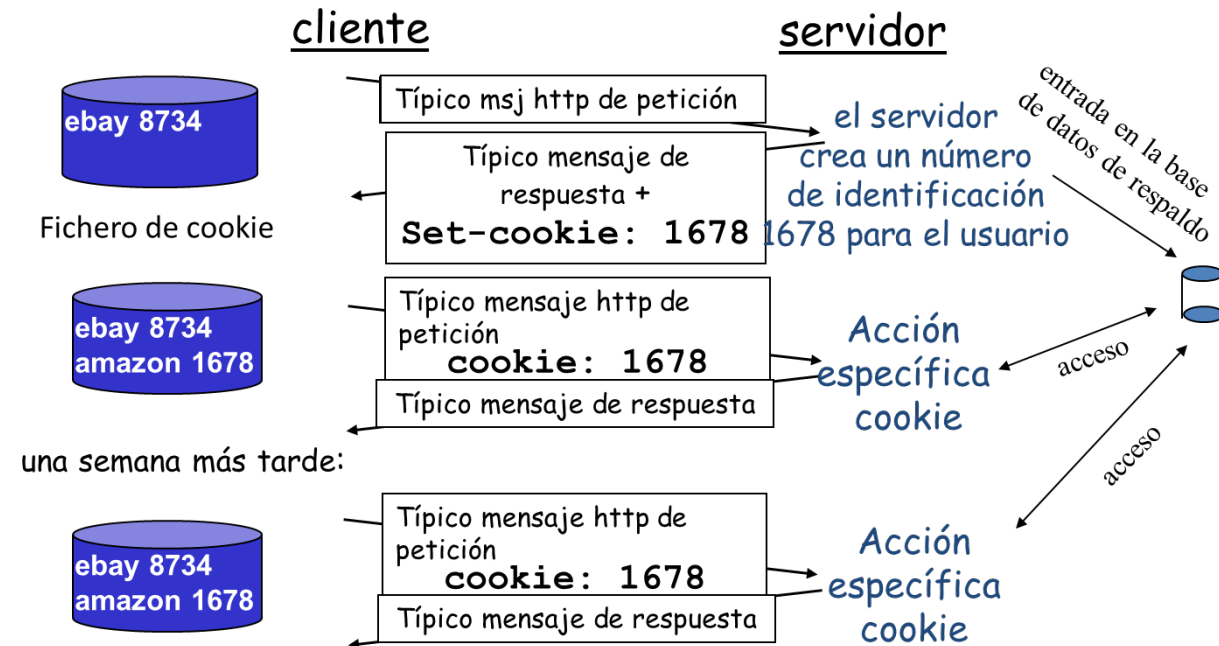 cliente
servidor
ebay 8734
Fichero de cookie
Típico msj http de petición
Típico mensaje de
respuesta +
Set-cookie: 1678
el servidor
crea un número
de identificación
1678 para el usuario
entrada en la base
de datos de respaldo
ebay 8734
amazon 1678
Típico mensaje http de
petición
cookie: 1678
Típico mensaje de respuesta
Acción
específica
cookie
acceso
acceso
una semana más tarde:
ebay 8734
amazon 1678
Típico mensaje http de
petición
cookie: 1678
Típico mensaje de respuesta
Acción
específica
cookie